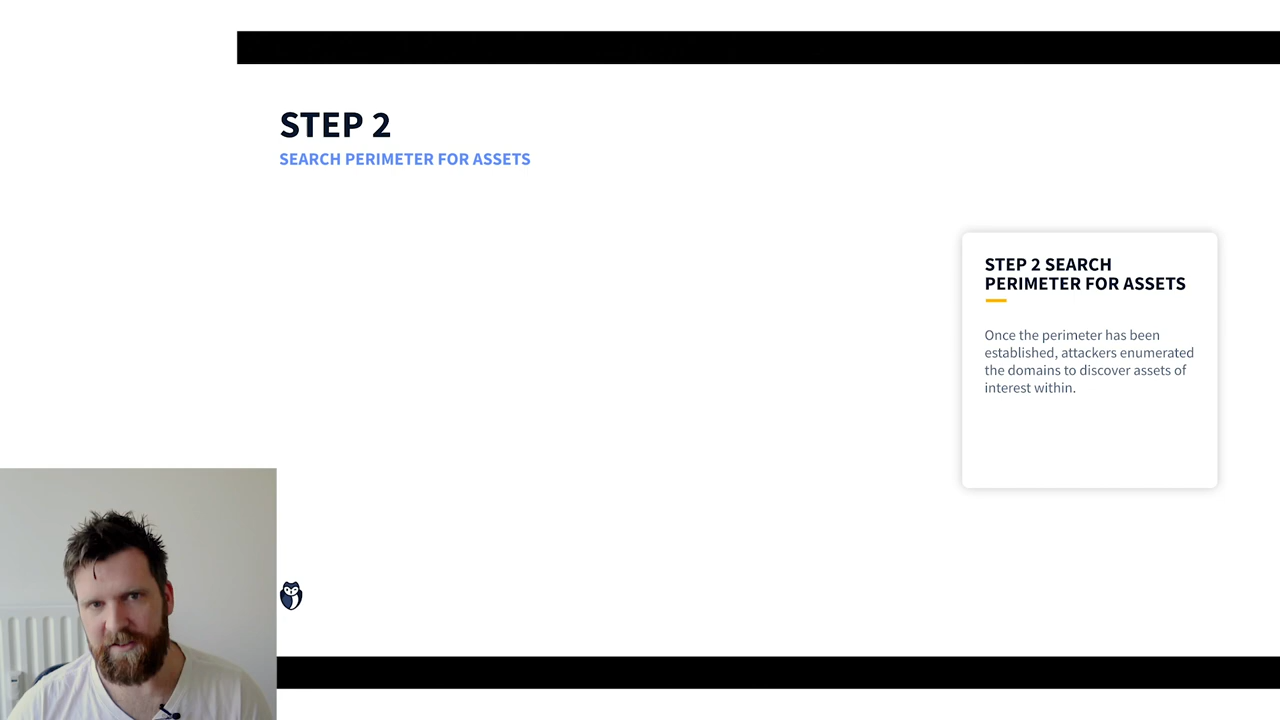 STEP 2
SEARCH PERIMETER FOR ASSETS
STEP 2 SEARCH
PERIMETER FOR ASSETS
Once the perimeter has been
established, attackers enumerated
the domains to discover assets of
interest within.